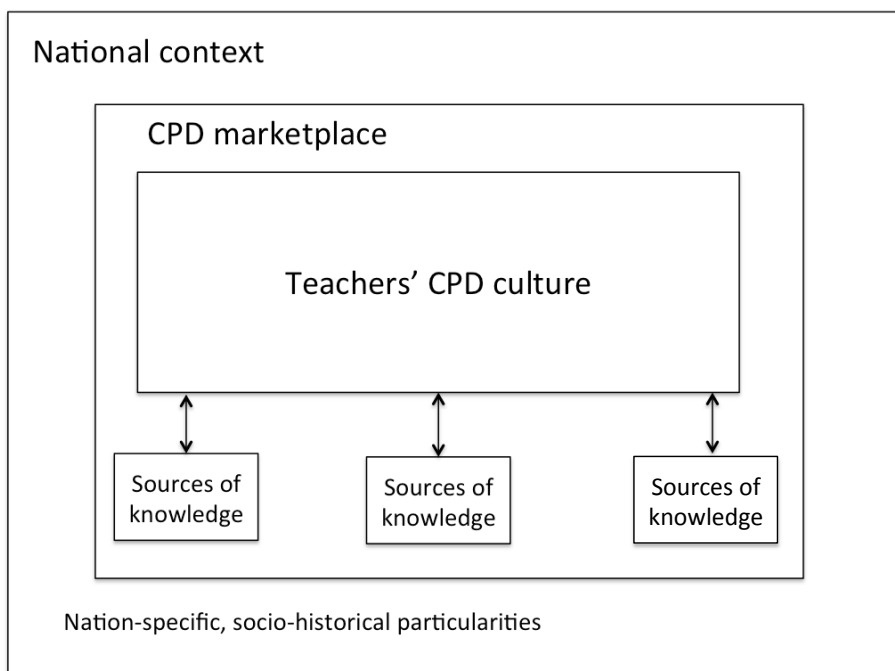 National context
CPD marketplace
Teachers’ CPD culture
Sources of
knowledge
Sources of
knowledge
Sources of
knowledge
Nation-specific, socio-historical particularities